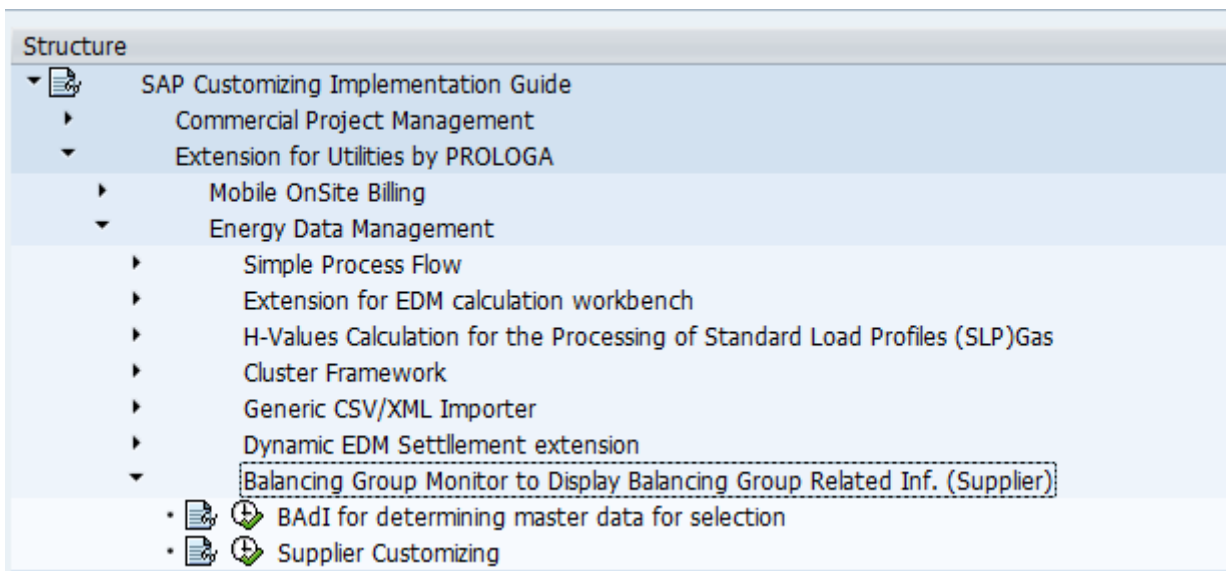 Structure
SAP Customizing Implementation Guide
Commercial Project Management
Extension for Utilities by PROLOGA
Mobile OnSite Billing
Energy Data Management
Simple Process Flow
Extension for EDM calculation workbench
H-Values Calculation for the Processing of Standard Load Profiles (SLP)Gas
Cluster Framework
Generic CSV/XML Importer
Dynamic EDM Settllement extension
Balancing Group Monitor to Display Balancing Group Related Inf. (Supplier)
BAdI for determining master data for selection
Supplier Customizing